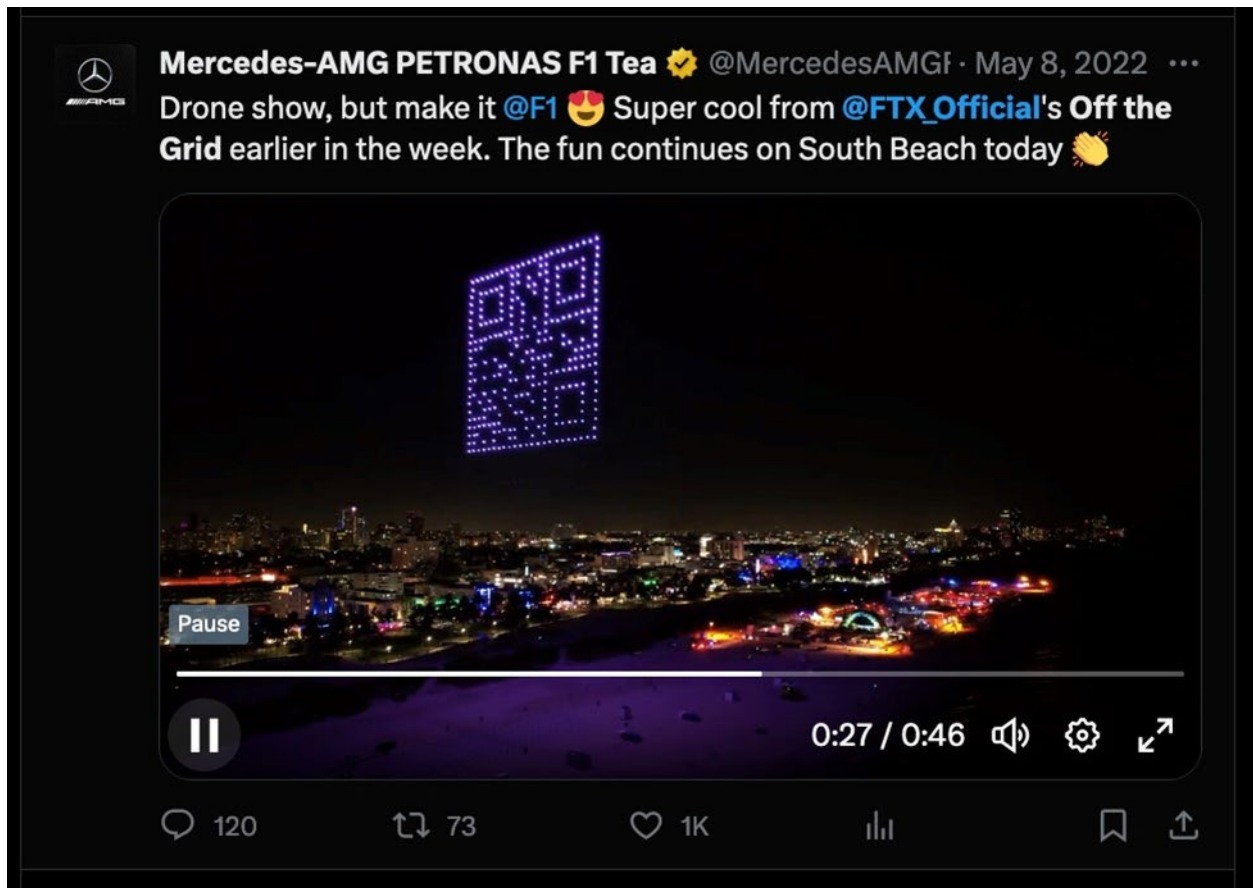 Mercedes-AMG PETRONAS F1 Tea @MercedesAMGF · May 8, 2022 ···
AMG
Drone show, but make it @F1 😍 Super cool from @FTX_Official's Off the
Grid earlier in the week. The fun continues on South Beach today 👏
Pause
0:27 / 0:46
120 73 1K